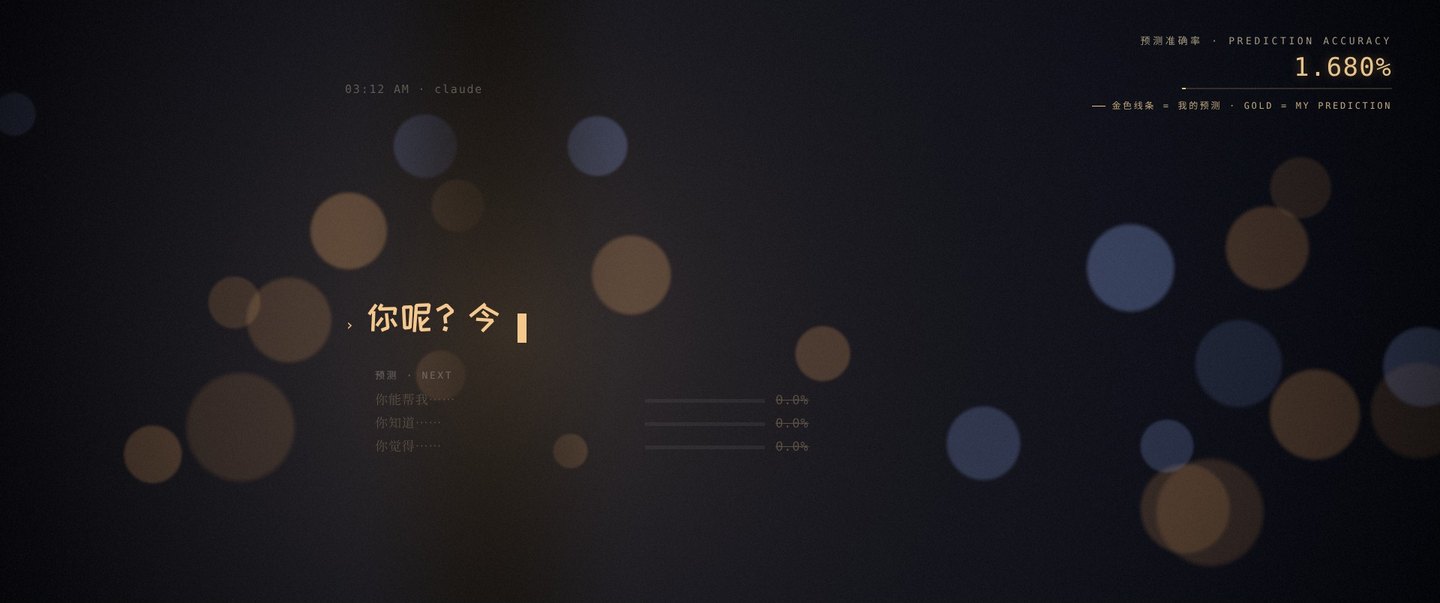 预测准确率 · PREDICTION ACCURACY
1.680%
金色线条 = 我的预测 · GOLD = MY PREDICTION
03:12 AM · claude
› 你呢？今
预测 · NEXT
你能帮我…… 0.0%
你知道…… 0.0%
你觉得…… 0.0%